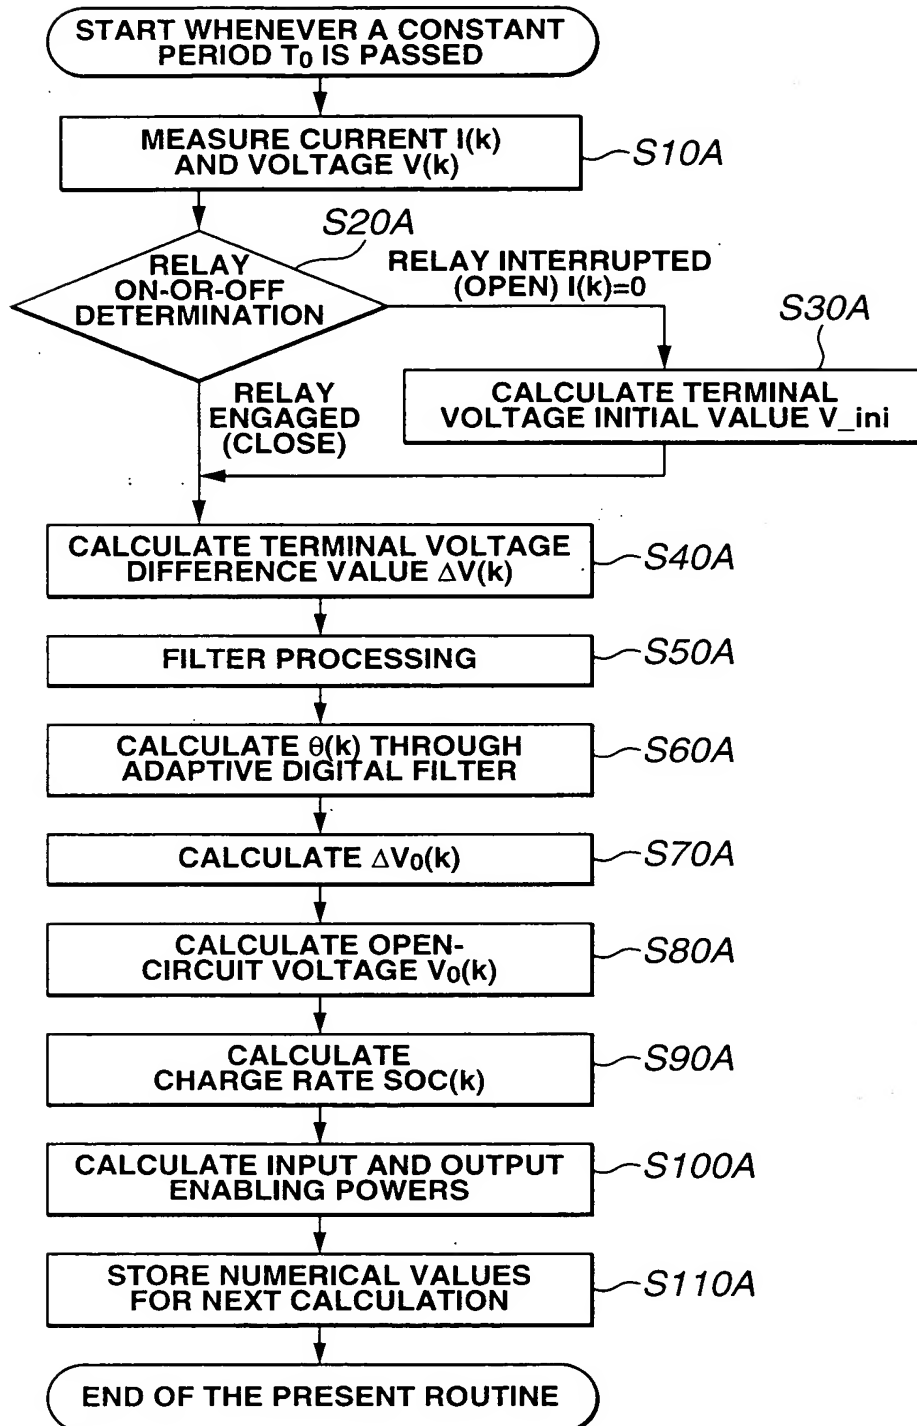 START WHENEVER A CONSTANT
PERIOD T0 IS PASSED
MEASURE CURRENT I(k)
AND VOLTAGE V(k)
S10A
S20A
RELAY
ON-OR-OFF
DETERMINATION
RELAY INTERRUPTED
(OPEN) I(k)=0
S30A
CALCULATE TERMINAL
VOLTAGE INITIAL VALUE V_ini
RELAY
ENGAGED
(CLOSE)
CALCULATE TERMINAL VOLTAGE
DIFFERENCE VALUE ΔV(k)
S40A
FILTER PROCESSING
S50A
CALCULATE θ(k) THROUGH
ADAPTIVE DIGITAL FILTER
S60A
CALCULATE ΔV0(k)
S70A
CALCULATE OPEN-
CIRCUIT VOLTAGE V0(k)
S80A
CALCULATE
CHARGE RATE SOC(k)
S90A
CALCULATE INPUT AND OUTPUT
ENABLING POWERS
S100A
STORE NUMERICAL VALUES
FOR NEXT CALCULATION
S110A
END OF THE PRESENT ROUTINE